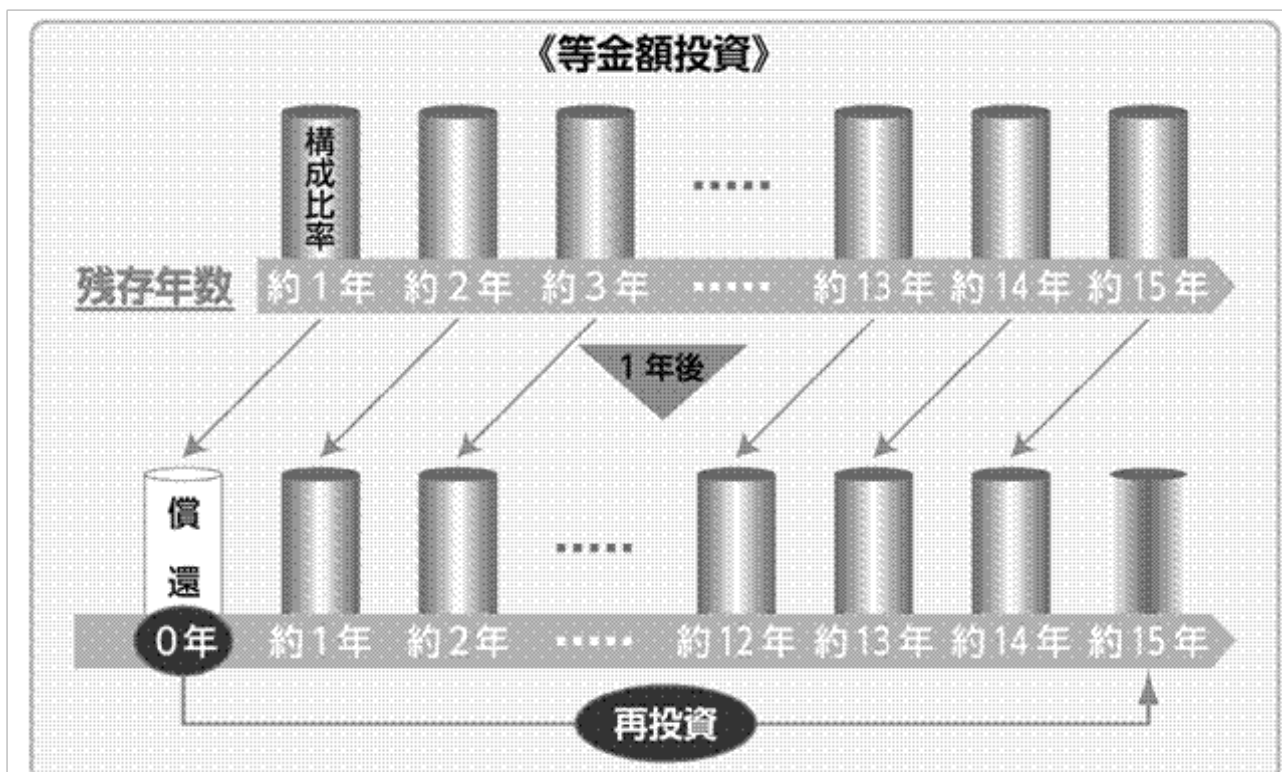 《等金額投資》
構成比率
残存年数 約1年 約2年 約3年 ・・・・・ 約13年 約14年 約15年
1年後
償還
・・・・・
0年 約1年 約2年 ・・・・・ 約12年 約13年 約14年 約15年
再投資